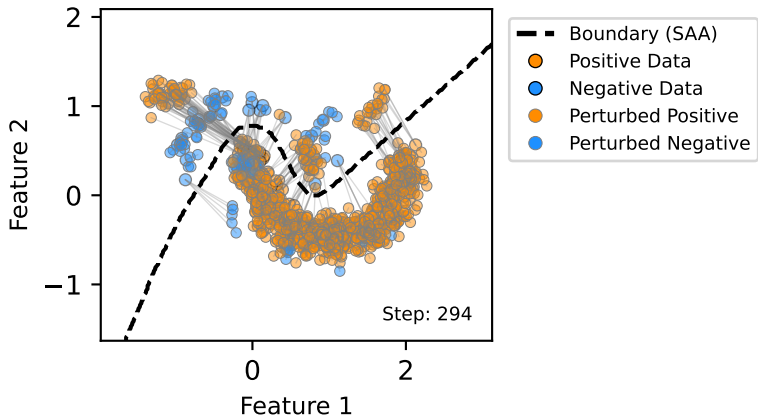 2
1
0
−1
0
2
Feature 1
Feature 2
Step: 294
Boundary (SAA)
Positive Data
Negative Data
Perturbed Positive
Perturbed Negative